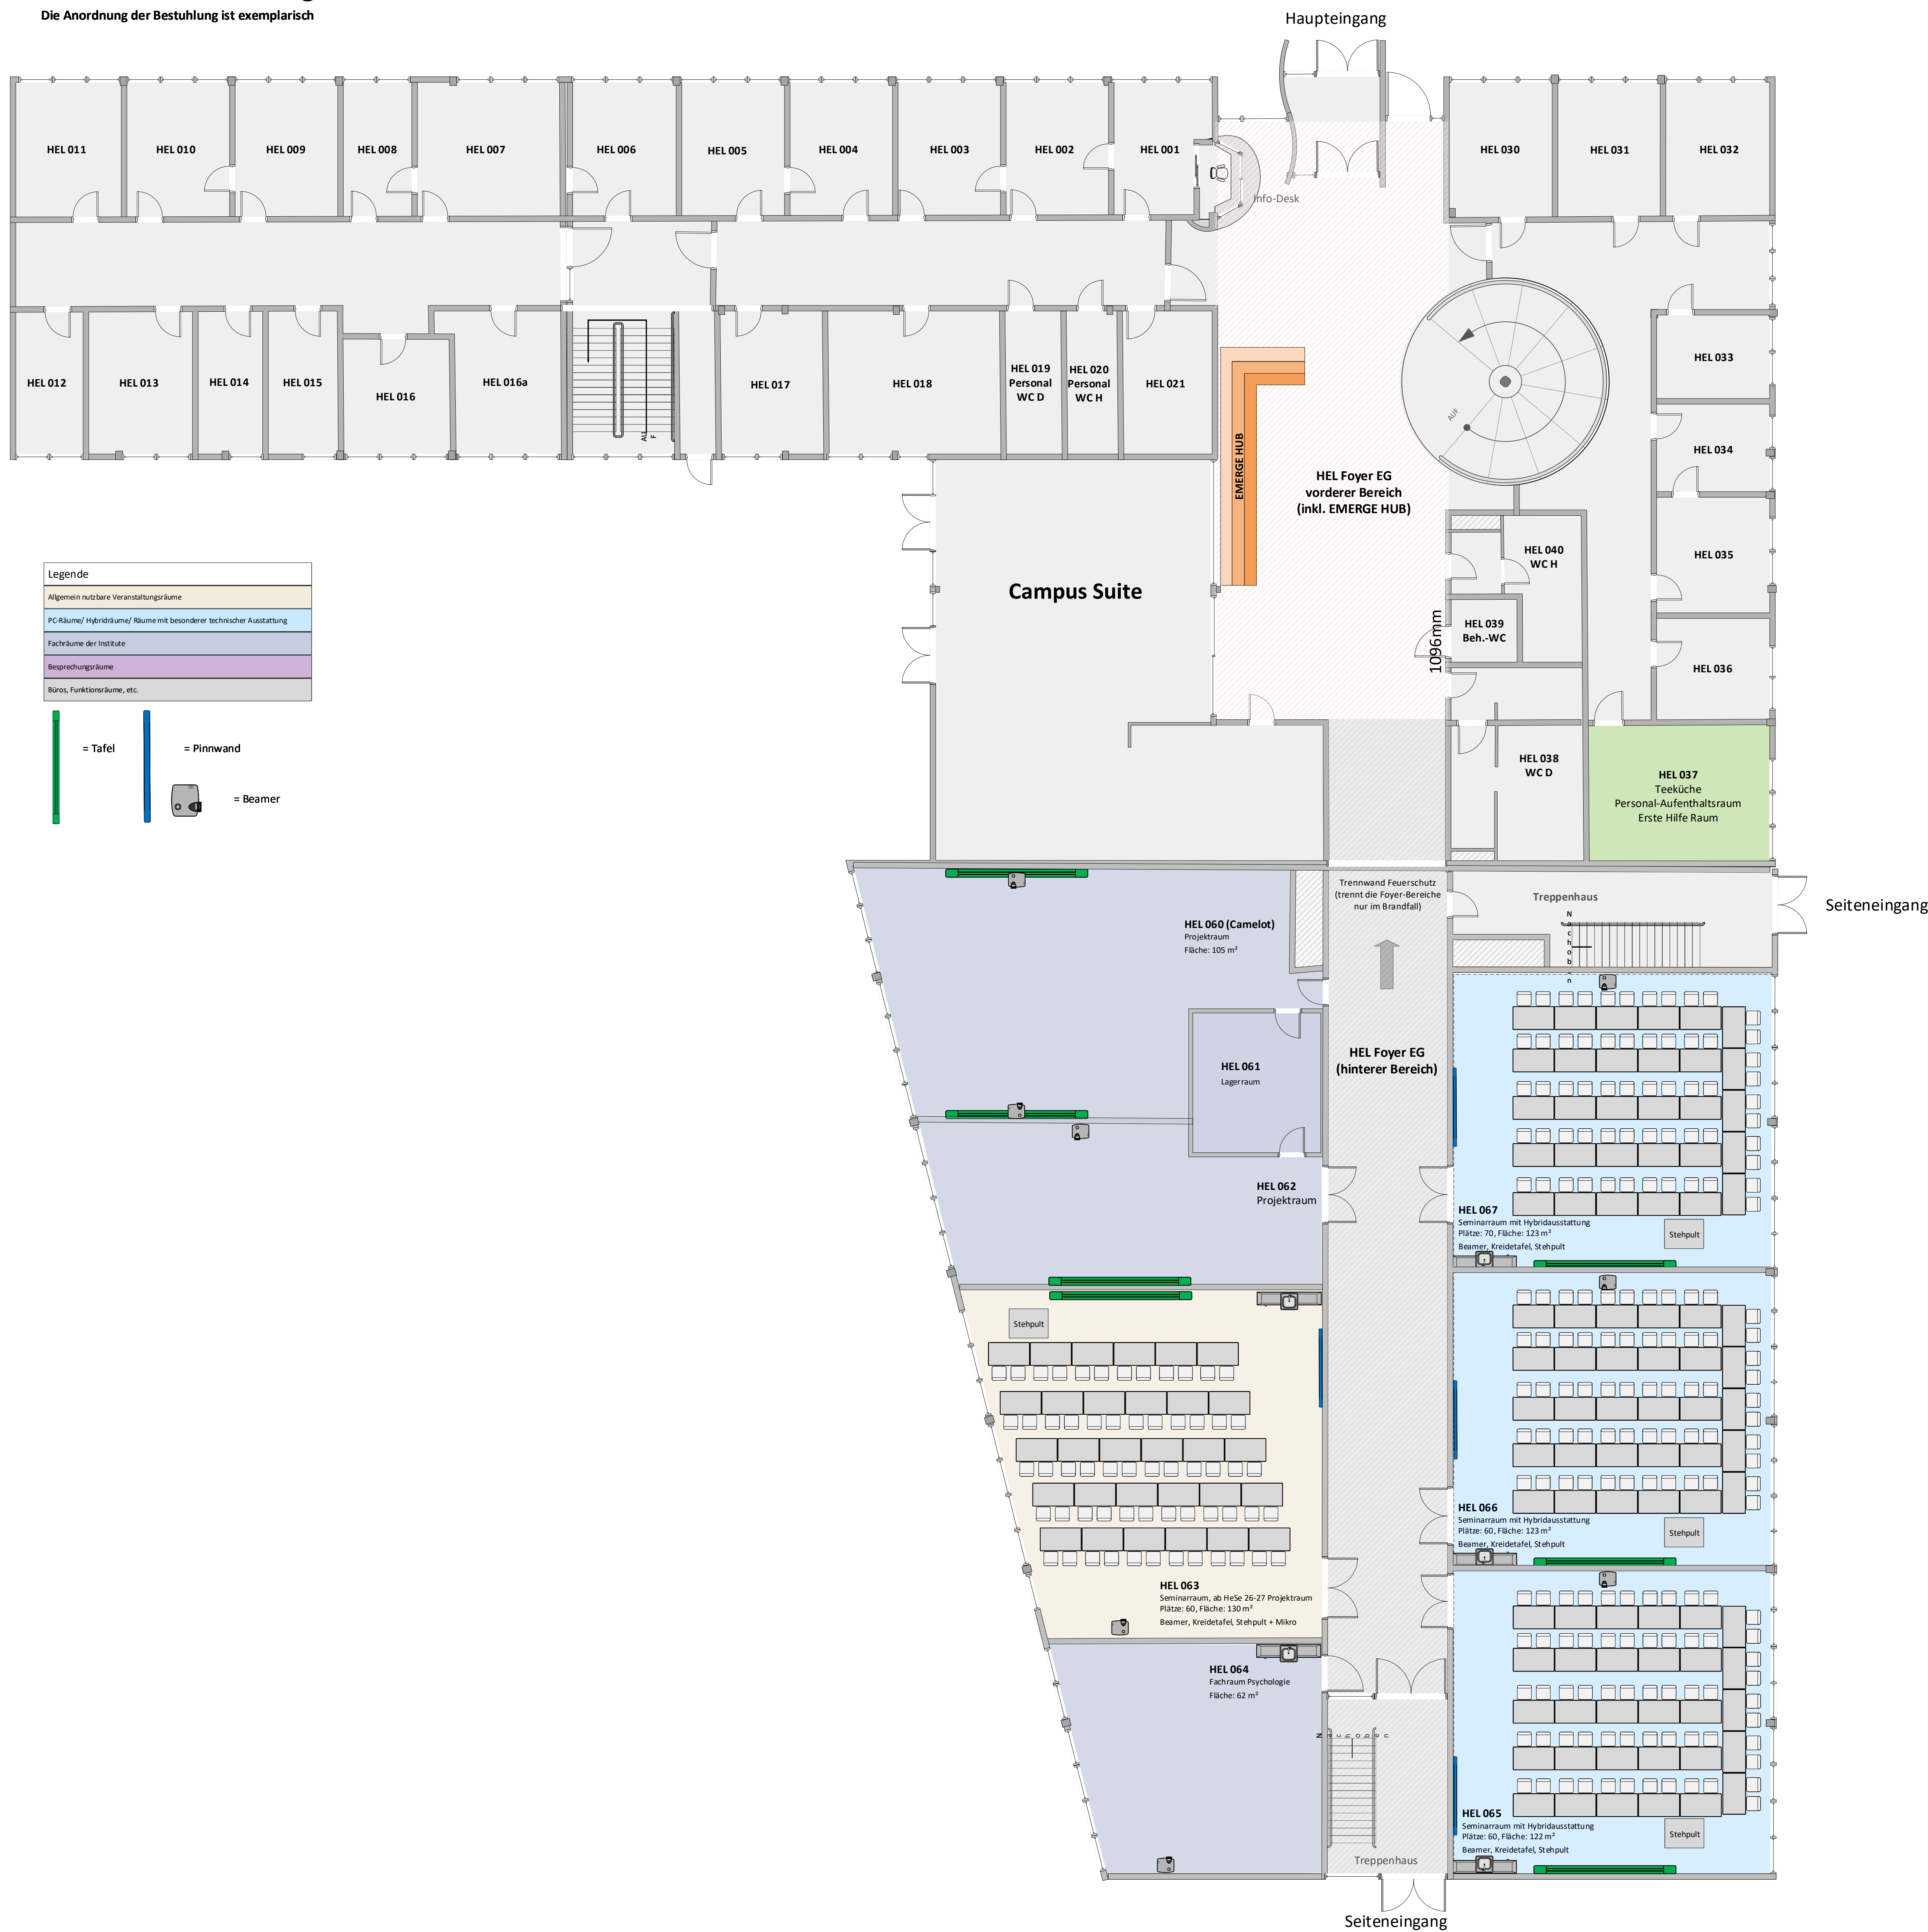 Die Anordnung der Bestuhlung ist exemplarisch
Haupteingang
HEL 011
HEL 010
HEL 009
HEL 008
HEL 007
HEL 006
HEL 005
HEL 004
HEL 003
HEL 002
HEL 001
Info-Desk
HEL 030
HEL 031
HEL 032
HEL 012
HEL 013
HEL 014
HEL 015
HEL 016
HEL 016a
AU
F
HEL 017
HEL 018
HEL 019
Personal
WC D
HEL 020
Personal
WC H
HEL 021
EMERGE HUB
HEL Foyer EG
vorderer Bereich
(inkl. EMERGE HUB)
AUF
HEL 033
HEL 034
HEL 035
HEL 036
HEL 040
WC H
HEL 039
Beh.-WC
1096mm
HEL 038
WC D
HEL 037
Teeküche
Personal-Aufenthaltsraum
Erste Hilfe Raum
Campus Suite
Legende
Allgemein nutzbare Veranstaltungsräume
PC-Räume/ Hybridräume/ Räume mit besonderer technischer Ausstattung
Fachräume der Institute
Besprechungsräume
Büros, Funktionsräume, etc.
= Tafel
= Pinnwand
= Beamer
Trennwand Feuerschutz
(trennt die Foyer-Bereiche
nur im Brandfall)
Treppenhaus
Nach oben
Seiteneingang
HEL 060 (Camelot)
Projektraum
Fläche: 105 m²
HEL 061
Lagerraum
HEL Foyer EG
(hinterer Bereich)
HEL 062
Projektraum
HEL 067
Seminarraum mit Hybridausstattung
Plätze: 70, Fläche: 123 m²
Beamer, Kreidetafel, Stehpult
Stehpult
Stehpult
HEL 066
Seminarraum mit Hybridausstattung
Plätze: 60, Fläche: 123 m²
Beamer, Kreidetafel, Stehpult
Stehpult
HEL 063
Seminarraum, ab HeSe 26-27 Projektraum
Plätze: 60, Fläche: 130 m²
Beamer, Kreidetafel, Stehpult + Mikro
HEL 064
Fachraum Psychologie
Fläche: 62 m²
Nach oben
HEL 065
Seminarraum mit Hybridausstattung
Plätze: 60, Fläche: 122 m²
Beamer, Kreidetafel, Stehpult
Stehpult
Treppenhaus
Seiteneingang